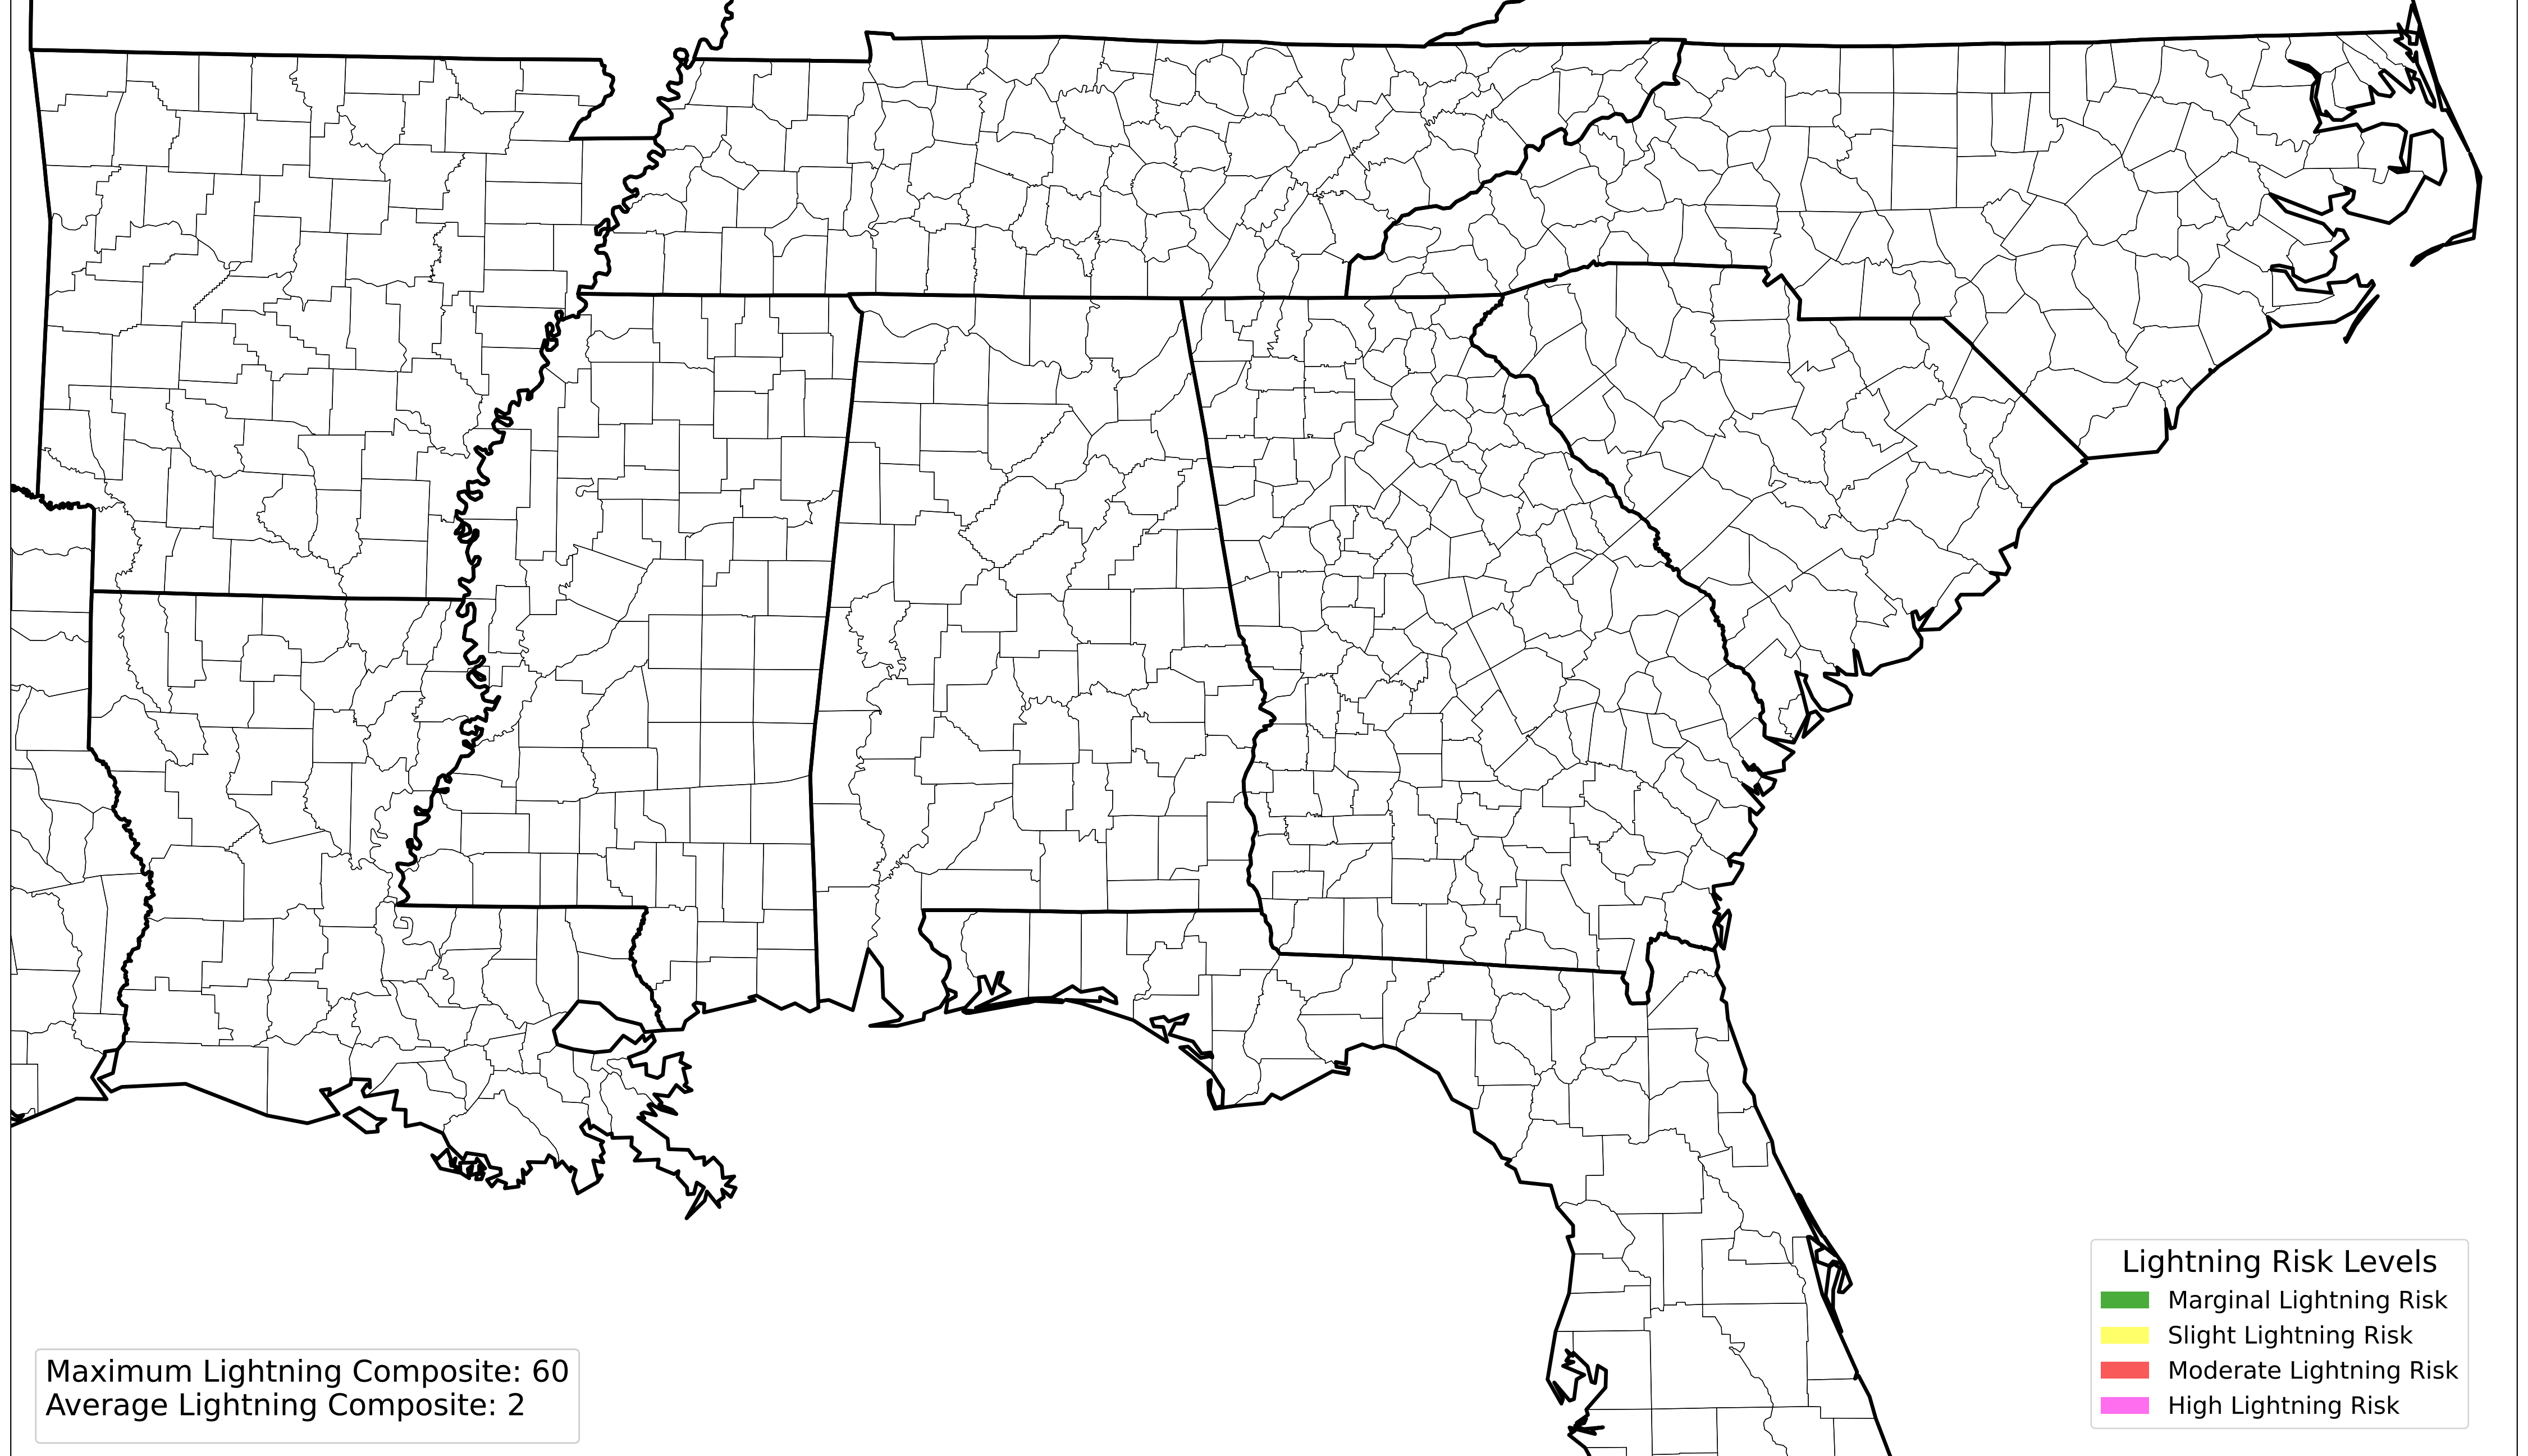 Lightning Risk Levels
Marginal Lightning Risk
Slight Lightning Risk
Moderate Lightning Risk
High Lightning Risk
Maximum Lightning Composite: 60
Average Lightning Composite: 2